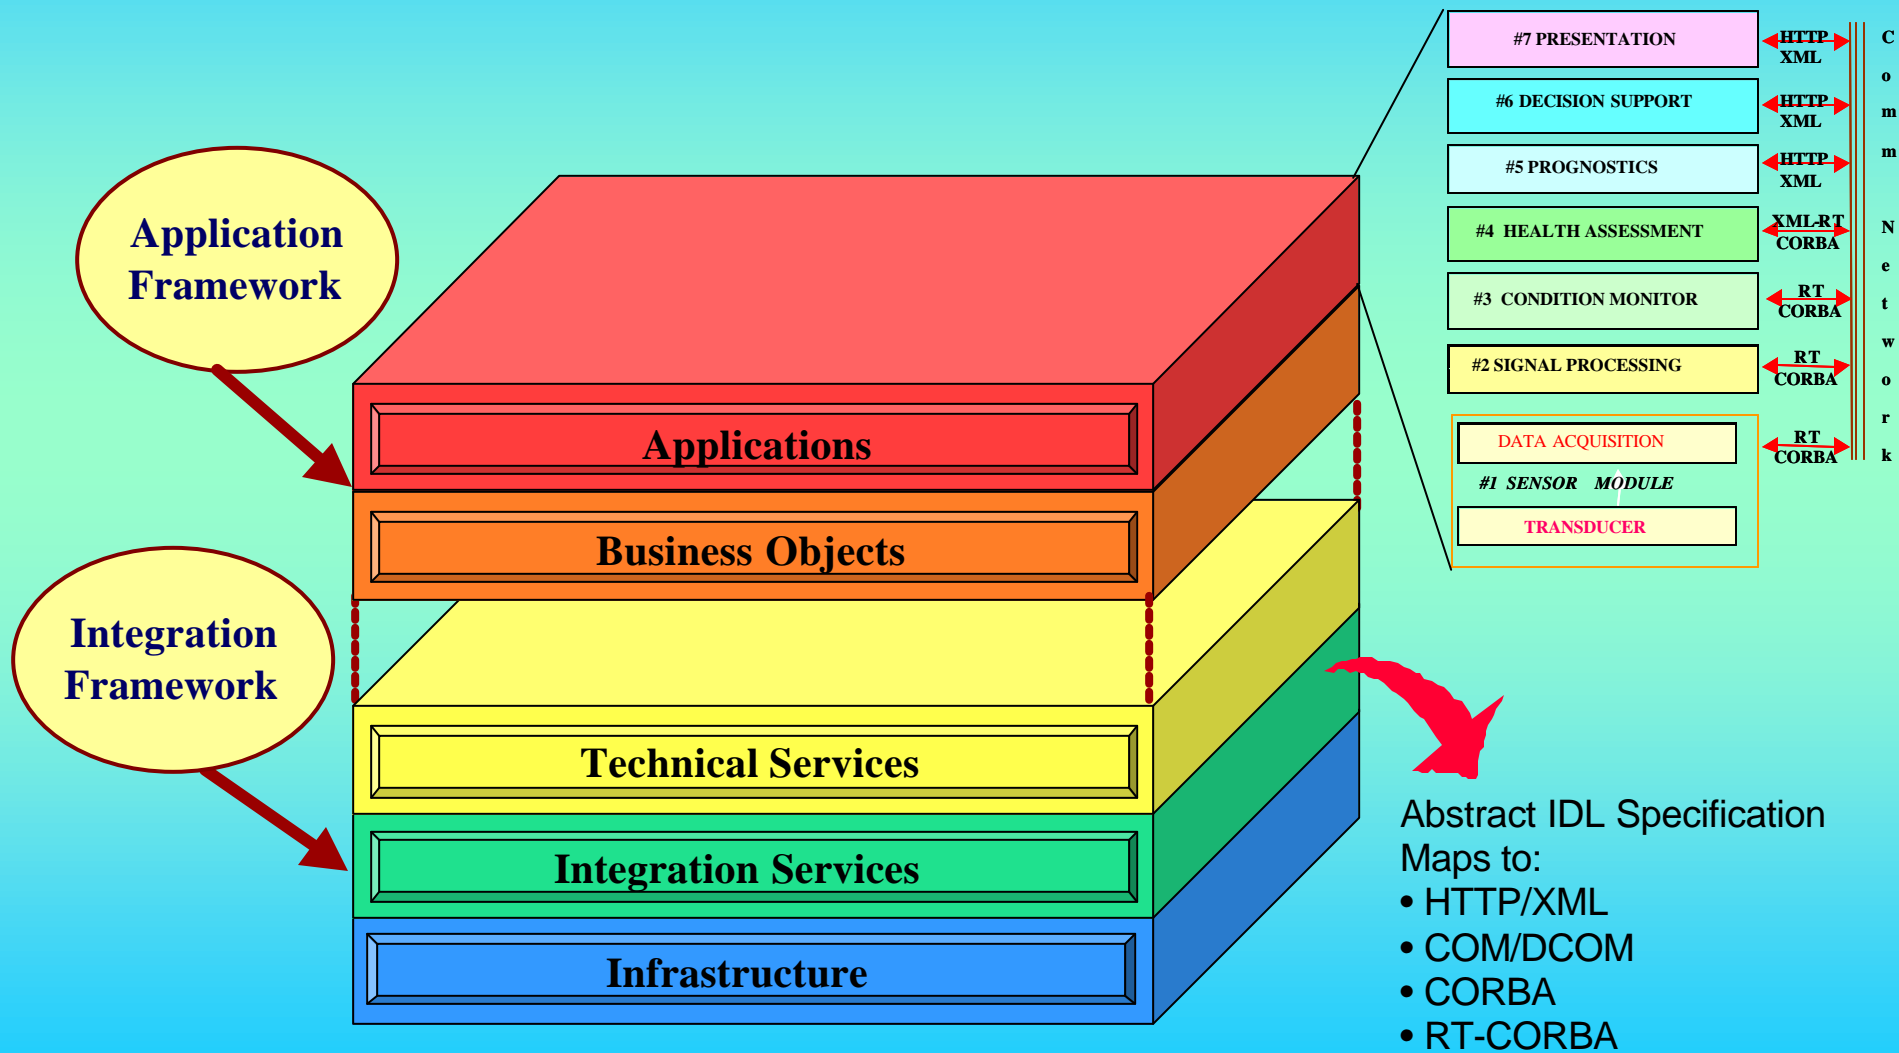 Application
Framework
Integration
Framework
Applications
Business Objects
Technical Services
Integration Services
Infrastructure
#7 PRESENTATION
HTTP
XML
#6 DECISION SUPPORT
HTTP
XML
#5 PROGNOSTICS
HTTP
XML
#4 HEALTH ASSESSMENT
XML-RT
CORBA
#3 CONDITION MONITOR
RT
CORBA
#2 SIGNAL PROCESSING
RT
CORBA
DATA ACQUISITION
RT
CORBA
#1 SENSOR MODULE
TRANSDUCER
Comm Network
Abstract IDL Specification
Maps to:
• HTTP/XML
• COM/DCOM
• CORBA
• RT-CORBA